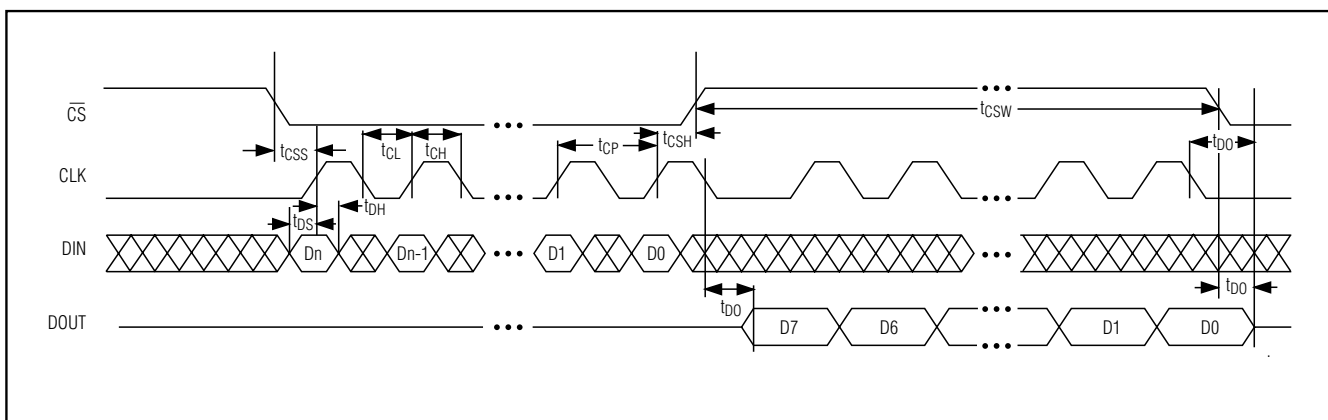 CS
tCSW
tCSS
tCL
tCH
tCP
tCSH
tDO
CLK
tDS
tDH
DIN
Dn
Dn-1
D1
D0
tDO
tDO
DOUT
D7
D6
D1
D0